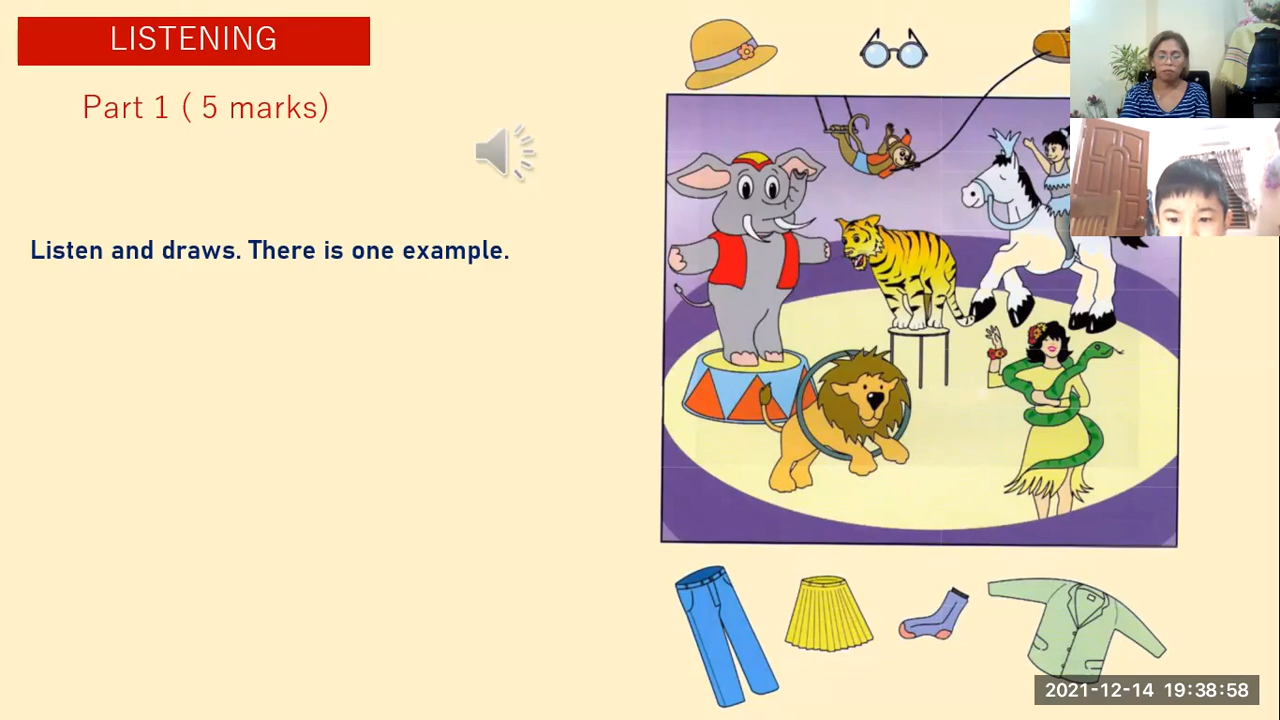 LISTENING
Part 1 ( 5 marks)
Listen and draws. There is one example.
2021-12-14 19:38:58